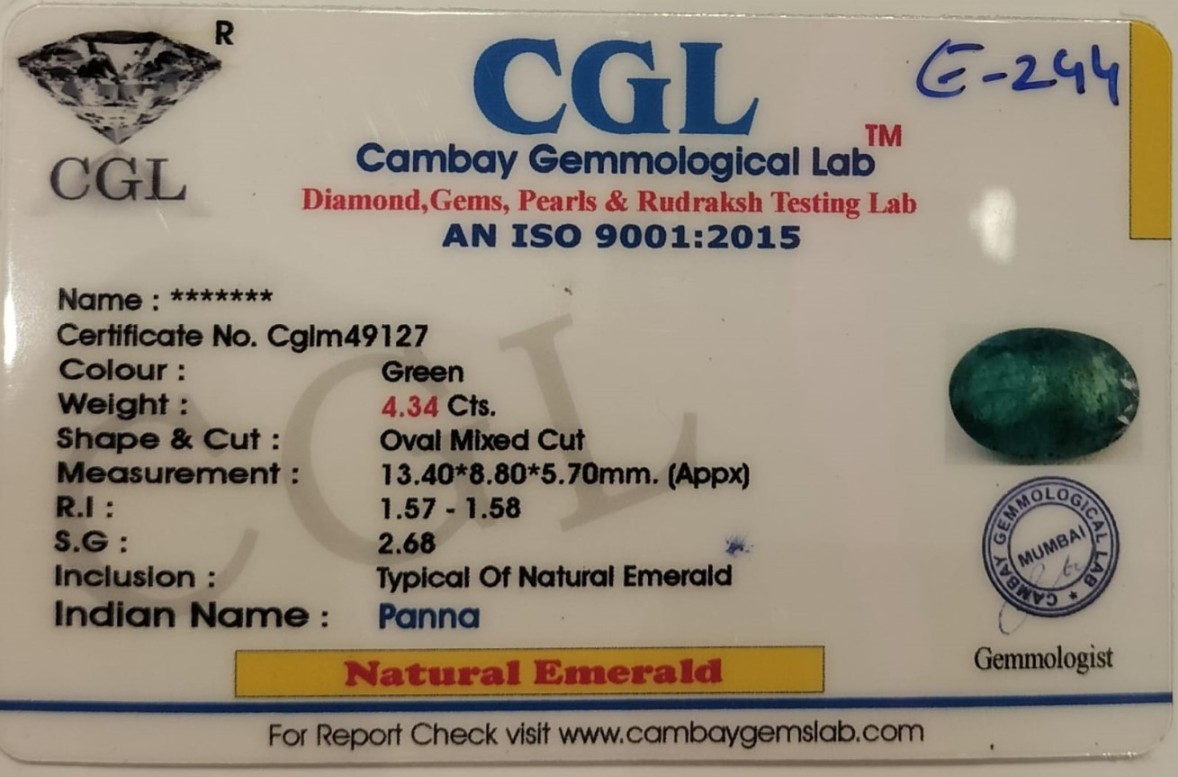 R
CGL
CGL
E-244
Cambay Gemmological Lab™
Diamond,Gems, Pearls & Rudraksh Testing Lab
AN ISO 9001:2015
Name : *******
Certificate No. Cglm49127
Colour : Green
Weight : 4.34 Cts.
Shape & Cut : Oval Mixed Cut
Measurement : 13.40*8.80*5.70mm. (Appx)
R.I : 1.57 - 1.58
S.G : 2.68
Inclusion : Typical Of Natural Emerald
Indian Name : Panna
CGL
CAMBAY GEMMOLOGICAL LAB *
MUMBAI
Gemmologist
Natural Emerald
For Report Check visit www.cambaygemslab.com